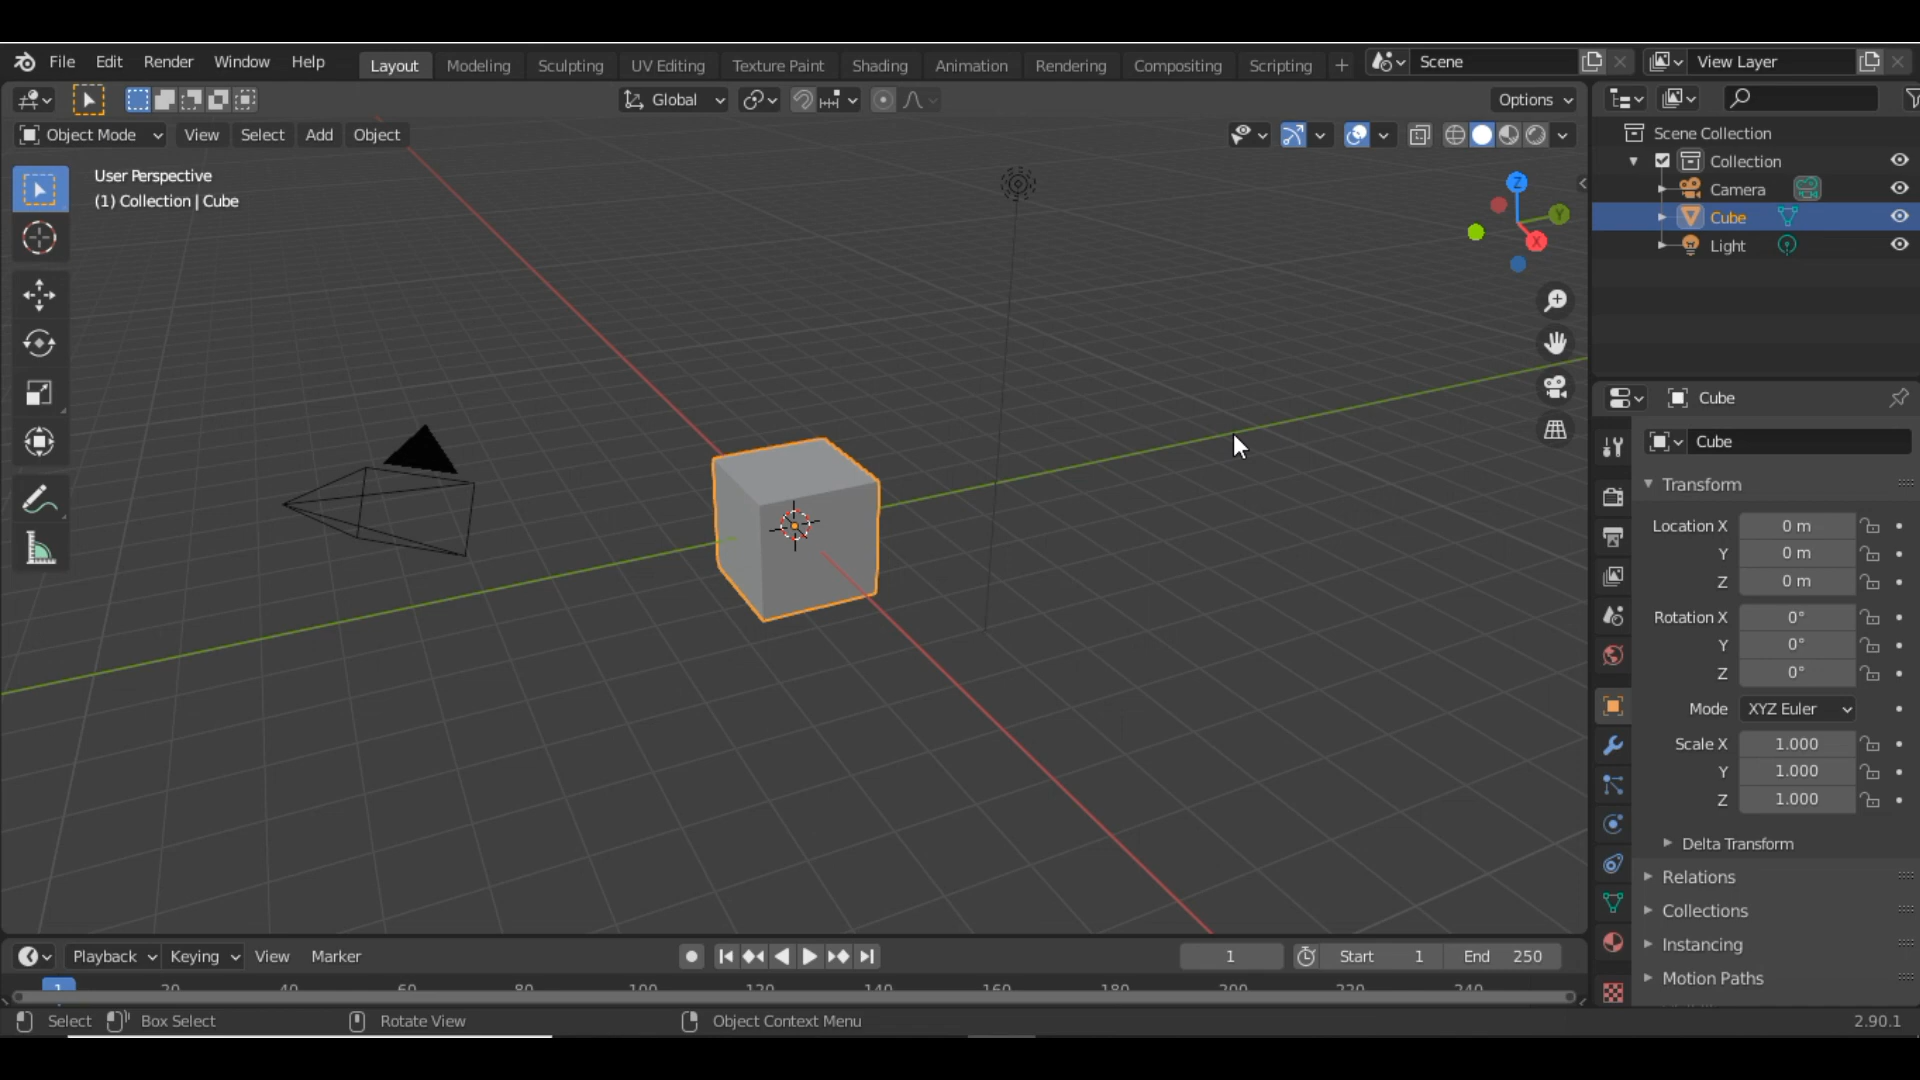 File Edit Render Window Help Layout Modeling Sculpting UV Editing Texture Paint Shading Animation Rendering Compositing Scripting + Scene View Layer
Global Options
Object Mode View Select Add Object
User Perspective
(1) Collection | Cube
Z
Y
X
Scene Collection
Collection
Camera
Cube
Light
Cube
Cube
Transform
Location X 0 m
Y 0 m
Z 0 m
Rotation X 0°
Y 0°
Z 0°
Mode XYZ Euler
Scale X 1.000
Y 1.000
Z 1.000
Delta Transform
Relations
Collections
Instancing
Motion Paths
Playback Keying View Marker 1 Start 1 End 250
1 20 40 60 80 100 120 140 160 180 200 220 240
Select Box Select Rotate View Object Context Menu 2.90.1